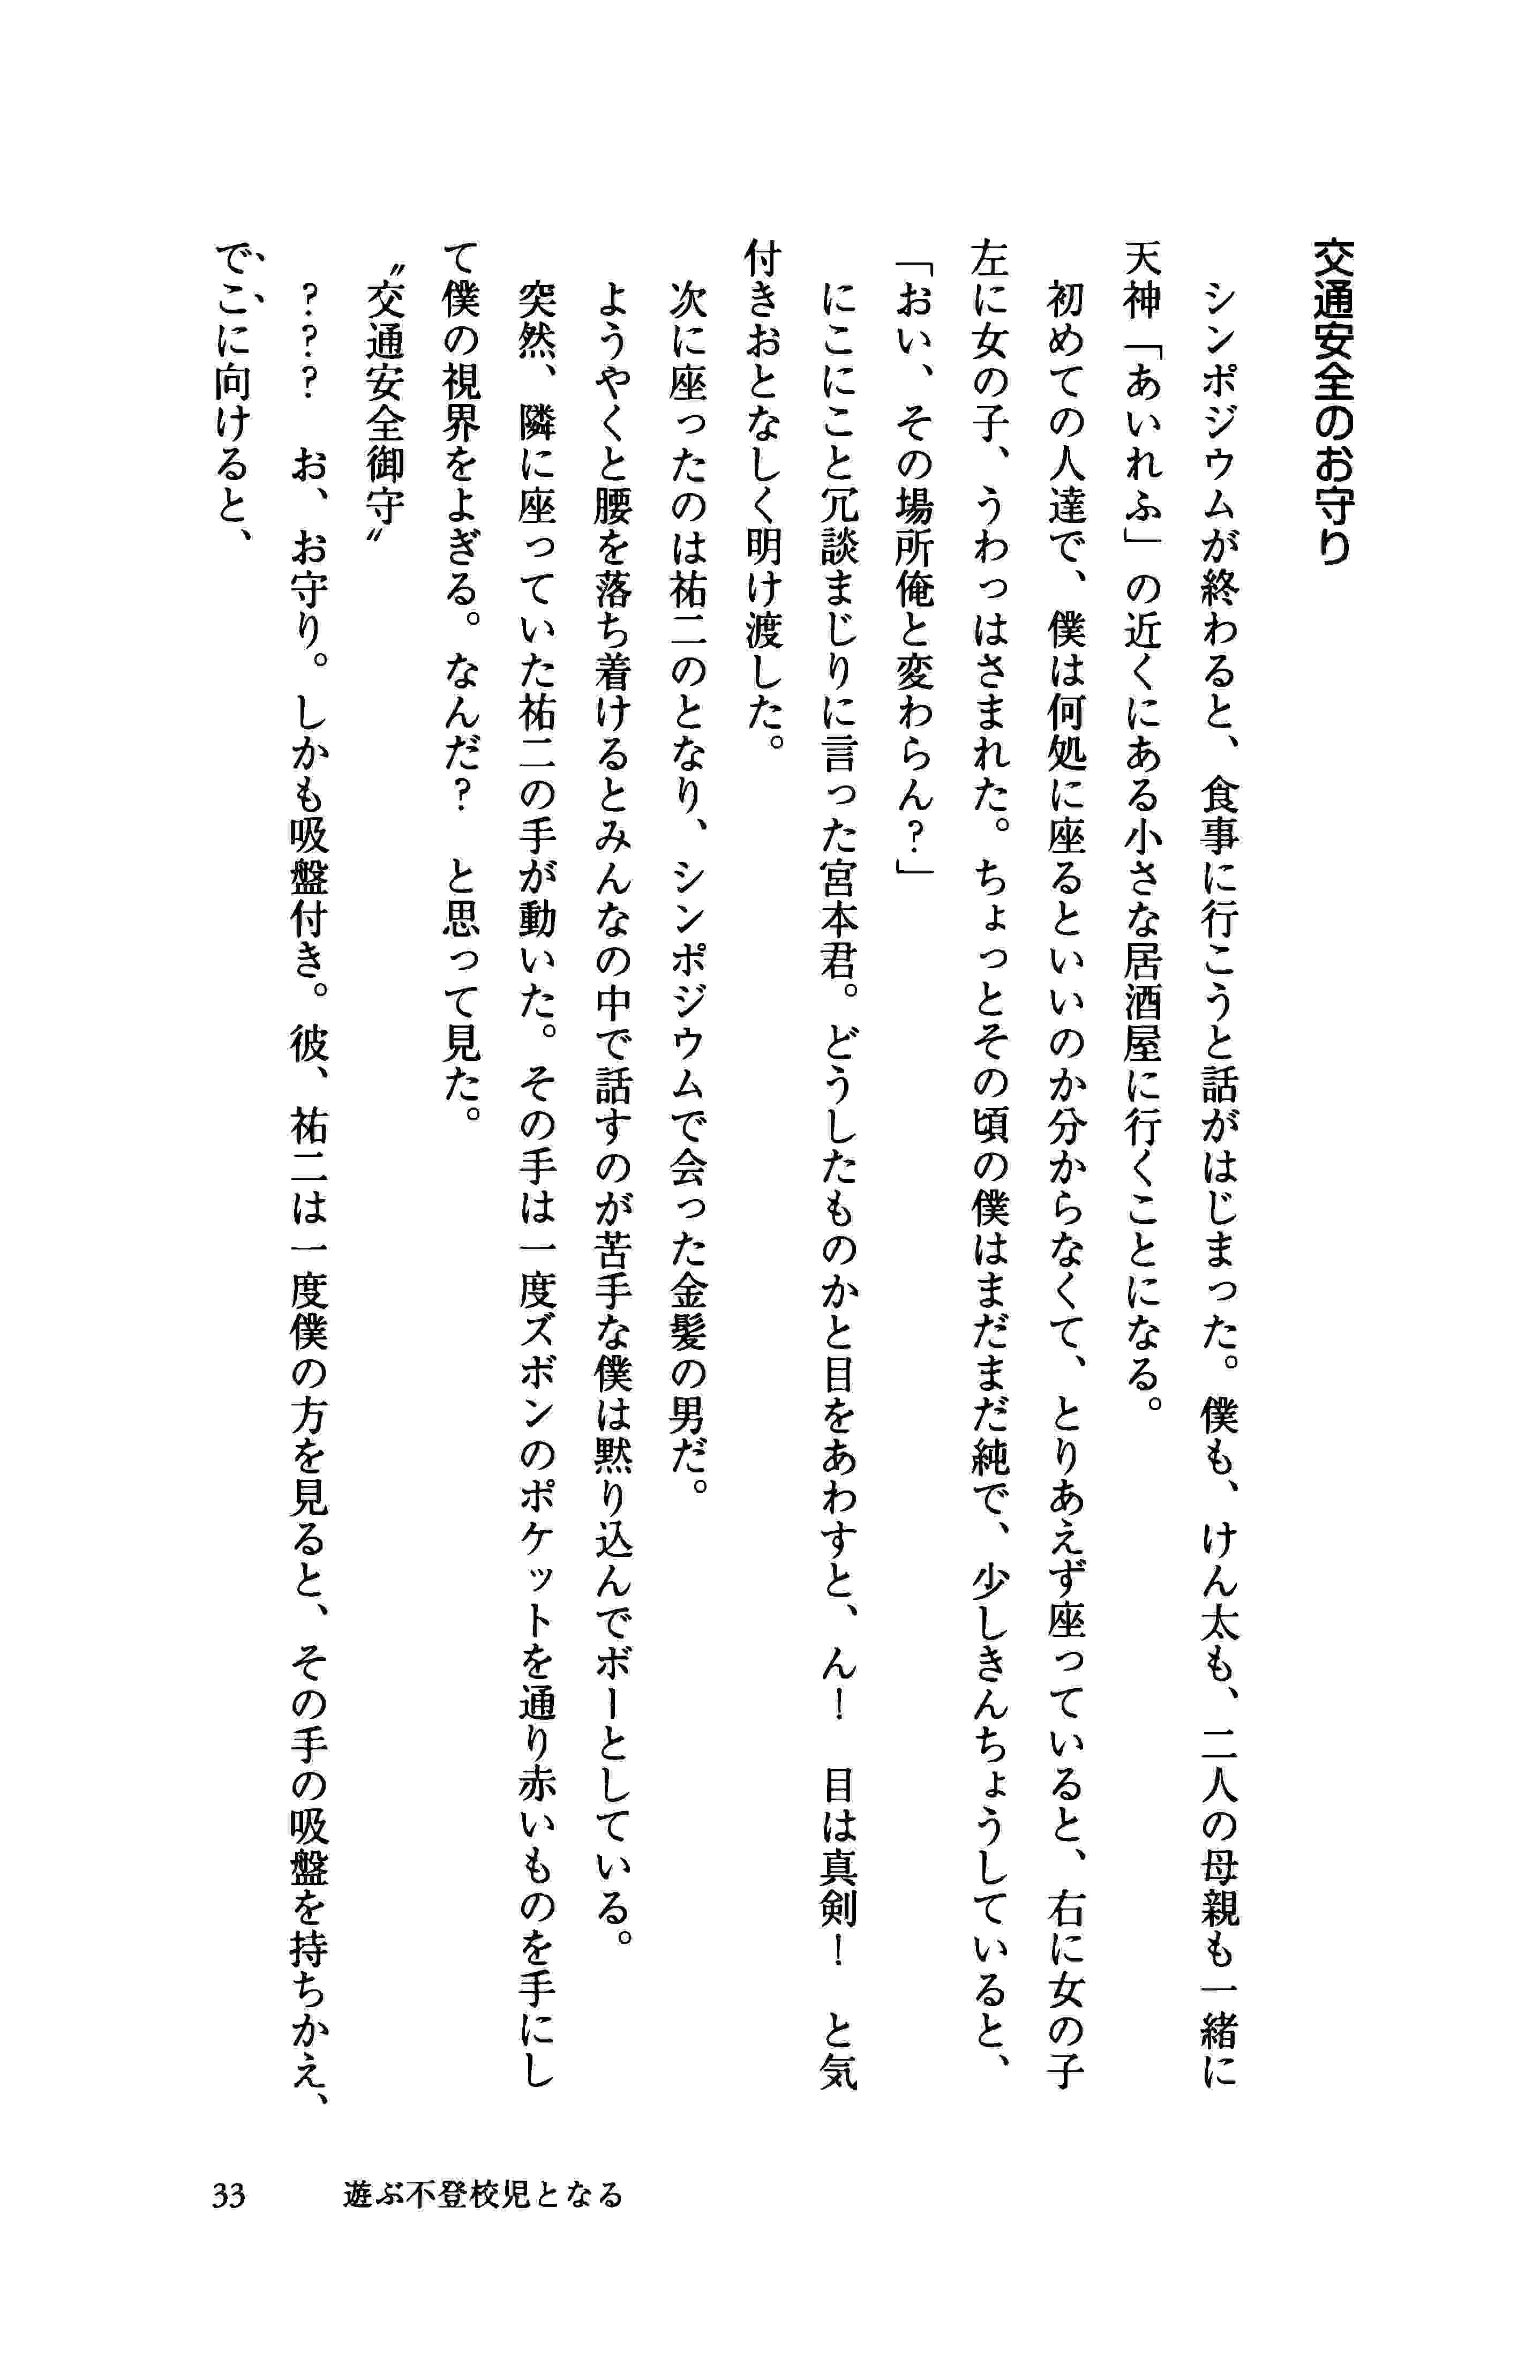 交通安全のお守り
シンポジウムが終わると、食事に行こうと話がはじまった。僕も、けん太も、二人の母親も一緒に
天神「あいれふ」の近くにある小さな居酒屋に行くことになる。
初めての人達で、僕は何処に座るといいのか分からなくて、とりあえず座っていると、右に女の子
左に女の子、うわっはさまれた。ちょっとその頃の僕はまだまだ純で、少しきんちょうしていると、
「おい、その場所俺と変わらん?」
にこにこと冗談まじりに言った宮本君。どうしたものかと目をあわすと、ん!　目は真剣!　と気
付きおとなしく明け渡した。
次に座ったのは祐二のとなり、シンポジウムで会った金髪の男だ。
ようやくと腰を落ち着けるとみんなの中で話すのが苦手な僕は黙り込んでボーとしている。
突然、隣に座っていた祐二の手が動いた。その手は一度ズボンのポケットを通り赤いものを手にし
て僕の視界をよぎる。なんだ?　と思って見た。
〝交通安全御守〟
???　お、お守り。しかも吸盤付き。彼、祐二は一度僕の方を見ると、その手の吸盤を持ちかえ、
でこに向けると、
33　遊ぶ不登校児となる